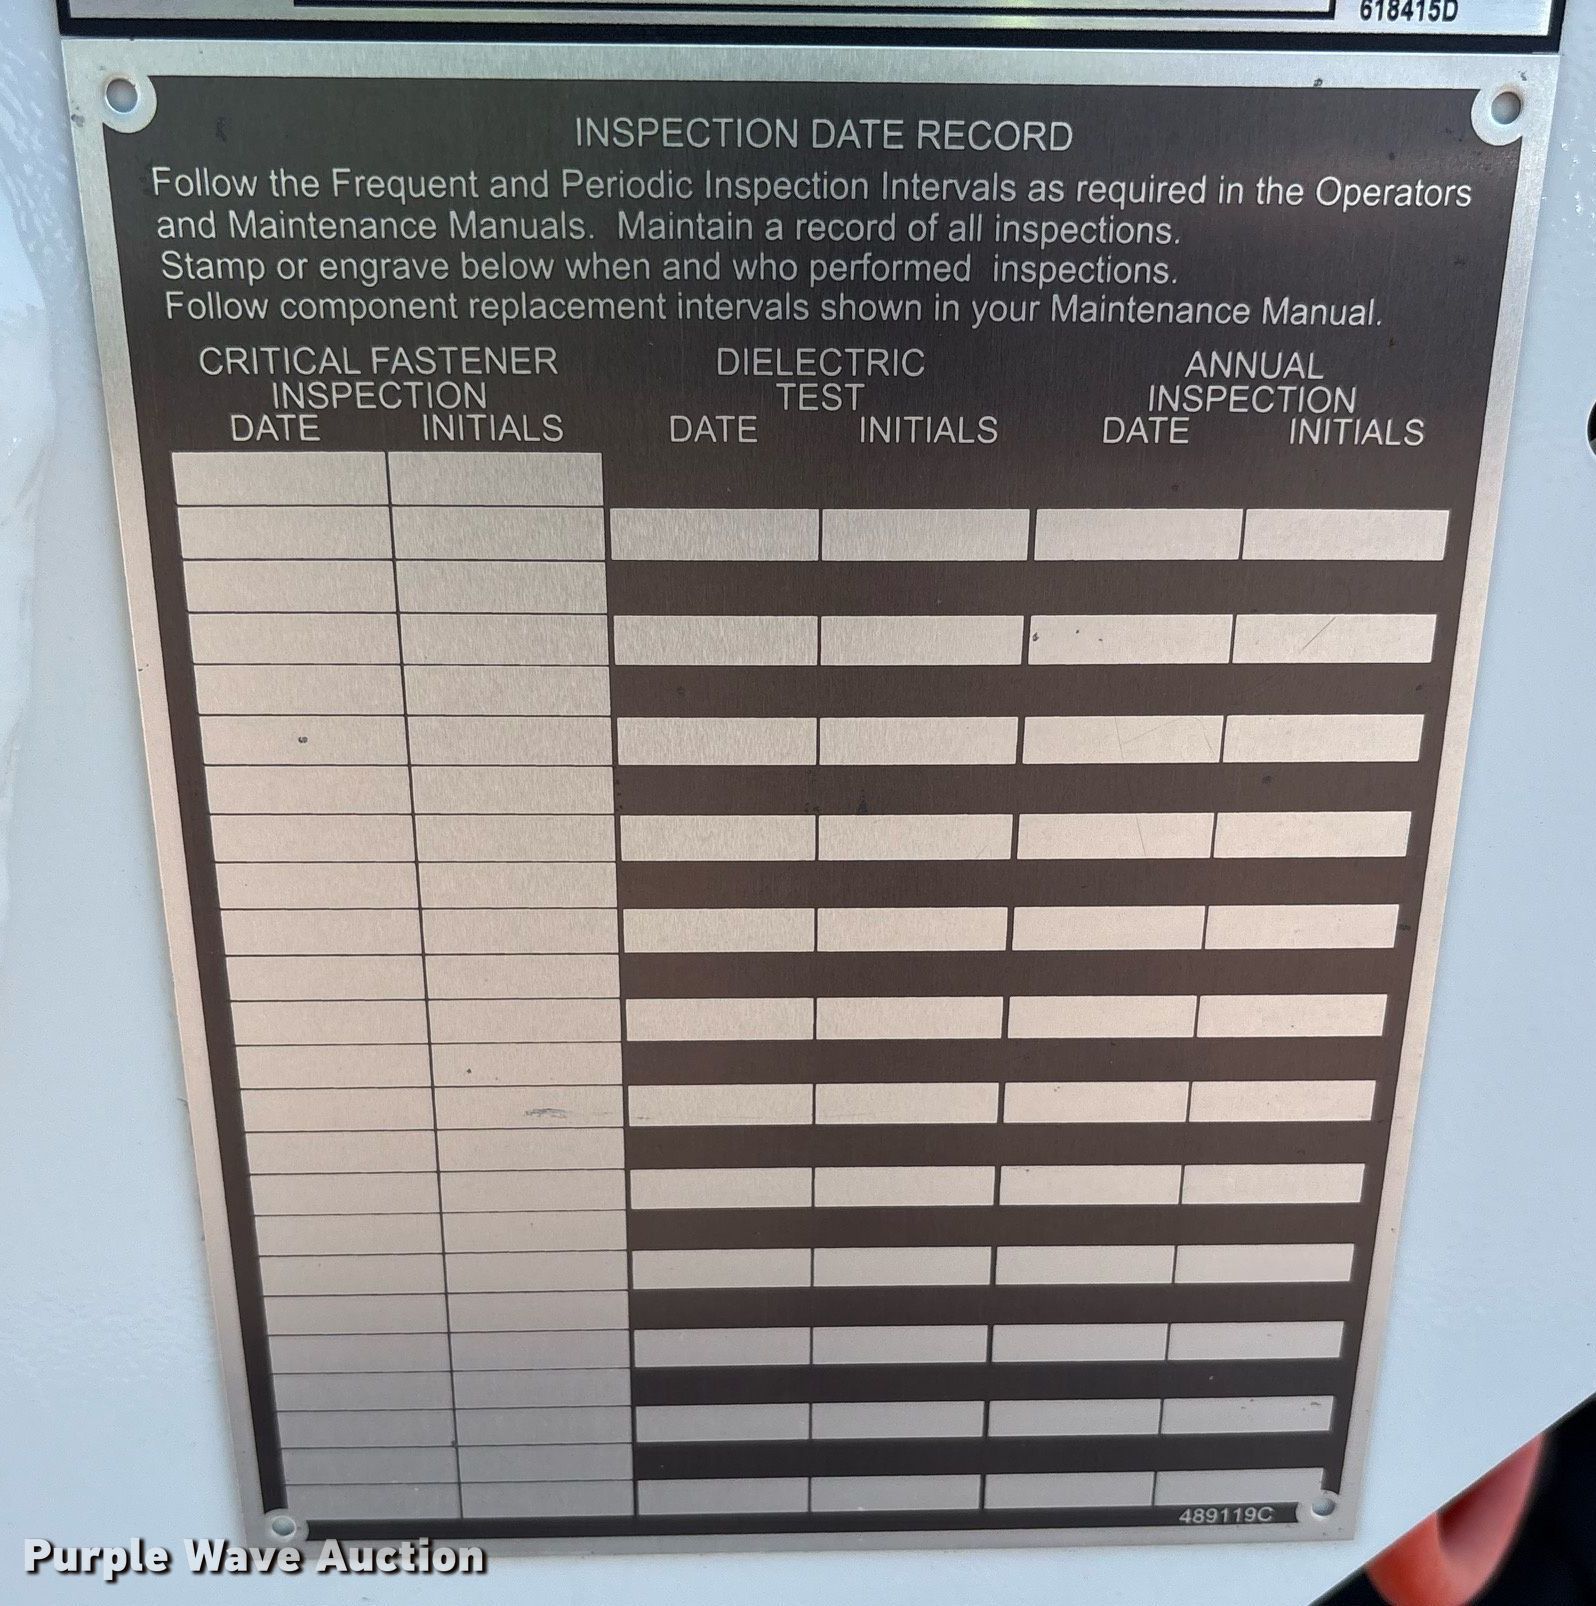 618415D
INSPECTION DATE RECORD
Follow the Frequent and Periodic Inspection Intervals as required in the Operators
and Maintenance Manuals. Maintain a record of all inspections.
Stamp or engrave below when and who performed inspections.
Follow component replacement intervals shown in your Maintenance Manual.
CRITICAL FASTENER DIELECTRIC ANNUAL
INSPECTION TEST INSPECTION
DATE INITIALS DATE INITIALS DATE INITIALS
489119C
Purple Wave Auction